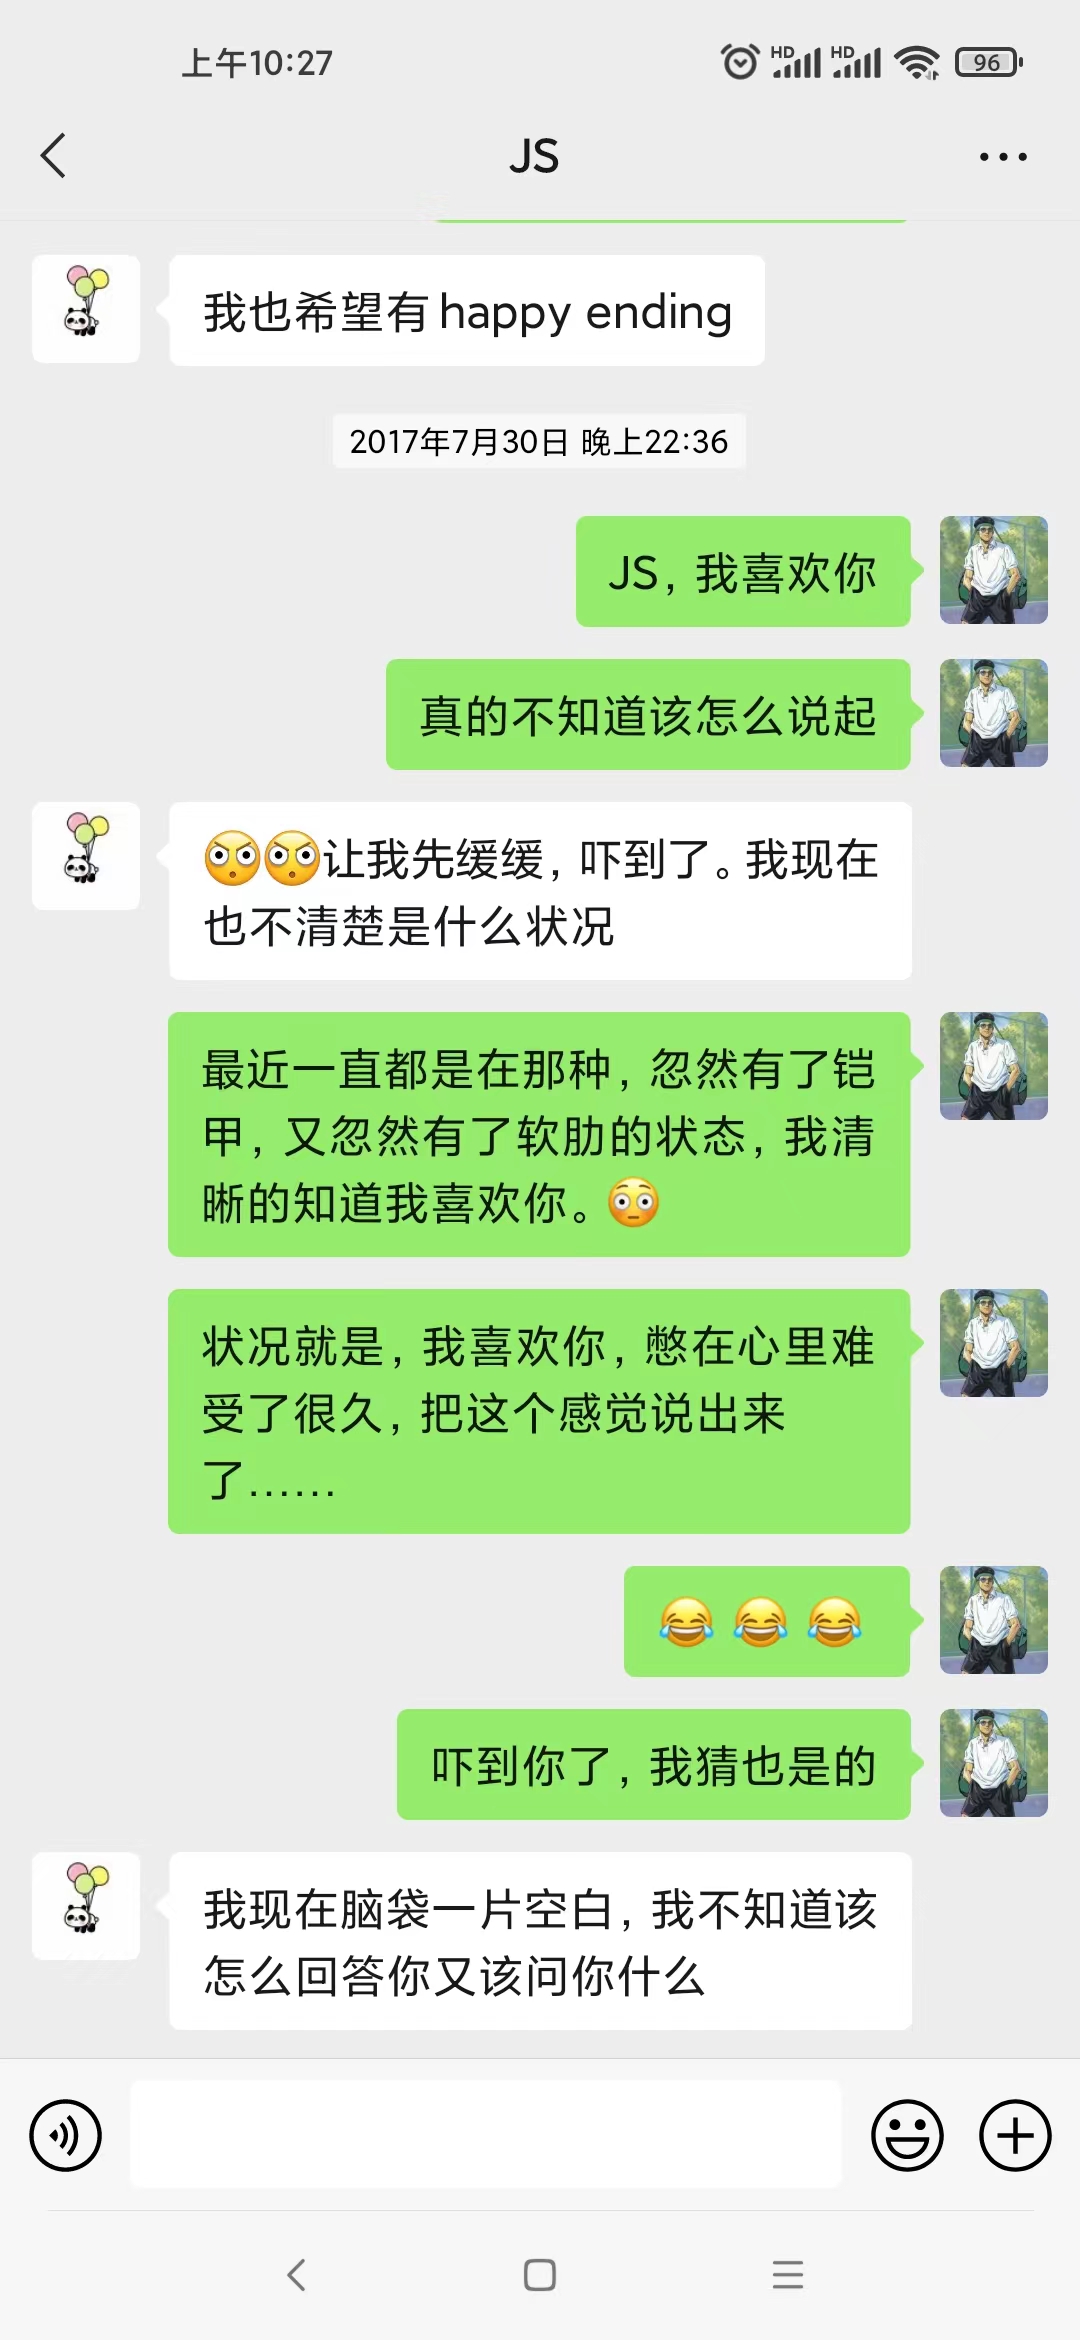 上午10:27
HD HD 96
JS
我也希望有happy ending
2017年7月30日 晚上22:36
JS，我喜欢你
真的不知道该怎么说起
让我先缓缓，吓到了。我现在
也不清楚是什么状况
最近一直都是在那种，忽然有了铠
甲，又忽然有了软肋的状态，我清
晰的知道我喜欢你。
状况就是，我喜欢你，憋在心里难
受了很久，把这个感觉说出来
了......
吓到你了，我猜也是的
我现在脑袋一片空白，我不知道该
怎么回答你又该问你什么